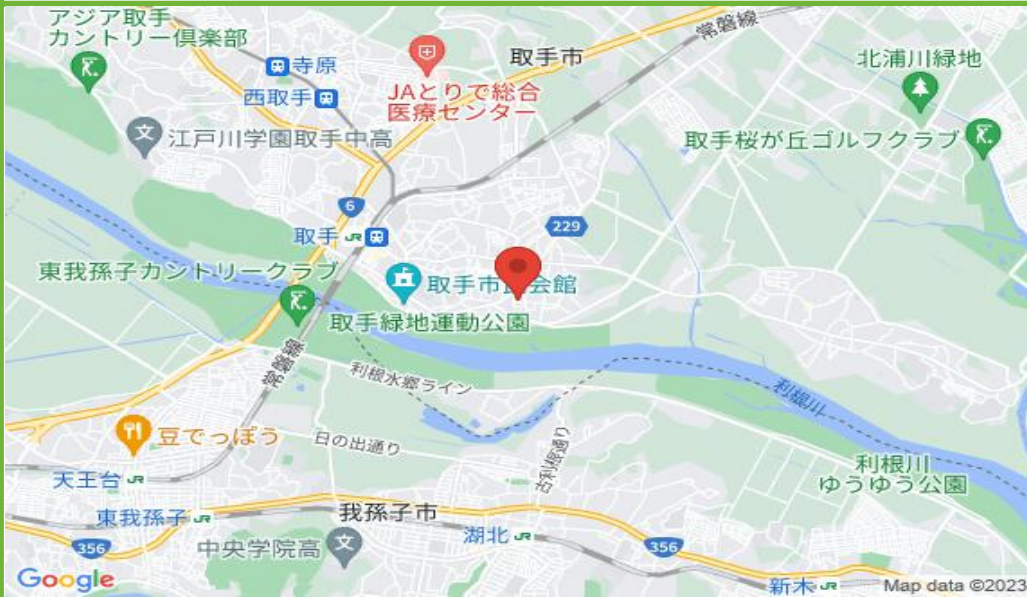 アジア取手
カントリー倶楽部
寺原
西取手
JAとりで総合
医療センター
取手市
常磐線
北浦川緑地
江戸川学園取手中高
取手桜が丘ゴルフクラブ
6
229
取手 JR
東我孫子カントリークラブ
取手市
会館
取手緑地運動公園
常磐線
利根水郷ライン
利根川
豆でっぽう
日の出通り
古利根通り
天王台 JR
利根川
ゆうゆう公園
東我孫子 JR
我孫子市
湖北 JR
356
中央学院高
356
新木 JR
Google
Map data ©2023